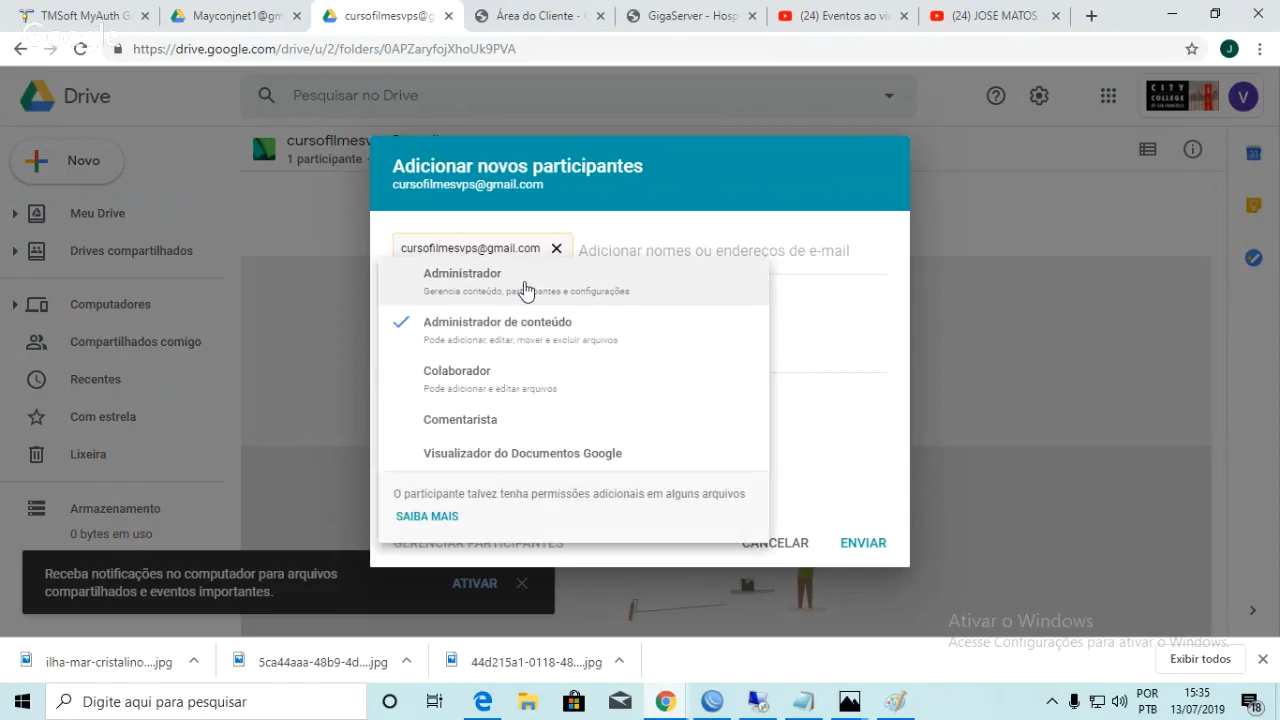 TMSoft MyAuth G
Mayconjet1@gm
cursofilmesvps@g
Área do Cliente - G
GigaServer - Hosp
(24) Eventos ao viv
(24) JOSE MATOS
https://drive.google.com/drive/u/2/folders/0APZaryfojXhoUk9PVA
J
Drive
Pesquisar no Drive
CITY
COLLEGE
OF SAN FRANCISCO
V
Novo
cursofilmesv
1 participante
Adicionar novos participantes
cursofilmesvps@gmail.com
Meu Drive
Drives compartilhados
Computadores
Compartilhados comigo
Recentes
Com estrela
Lixeira
Armazenamento
0 bytes em uso
cursofilmesvps@gmail.com
Adicionar nomes ou endereços de e-mail
Administrador
Gerencia conteúdo, participantes e configurações
Administrador de conteúdo
Pode adicionar, editar, mover e excluir arquivos
Colaborador
Pode adicionar e editar arquivos
Comentarista
Visualizador do Documentos Google
O participante talvez tenha permissões adicionais em alguns arquivos
SAIBA MAIS
GERENCIAR PARTICIPANTES
CANCELAR
ENVIAR
Receba notificações no computador para arquivos
compartilhados e eventos importantes.
ATIVAR
Ativar o Windows
Acesse Configurações para ativar o Windows.
ilha-mar-cristalino....jpg
5ca44aaa-48b9-4d....jpg
44d215a1-0118-48....jpg
Exibir todos
Digite aqui para pesquisar
POR
PTB
15:35
13/07/2019
18